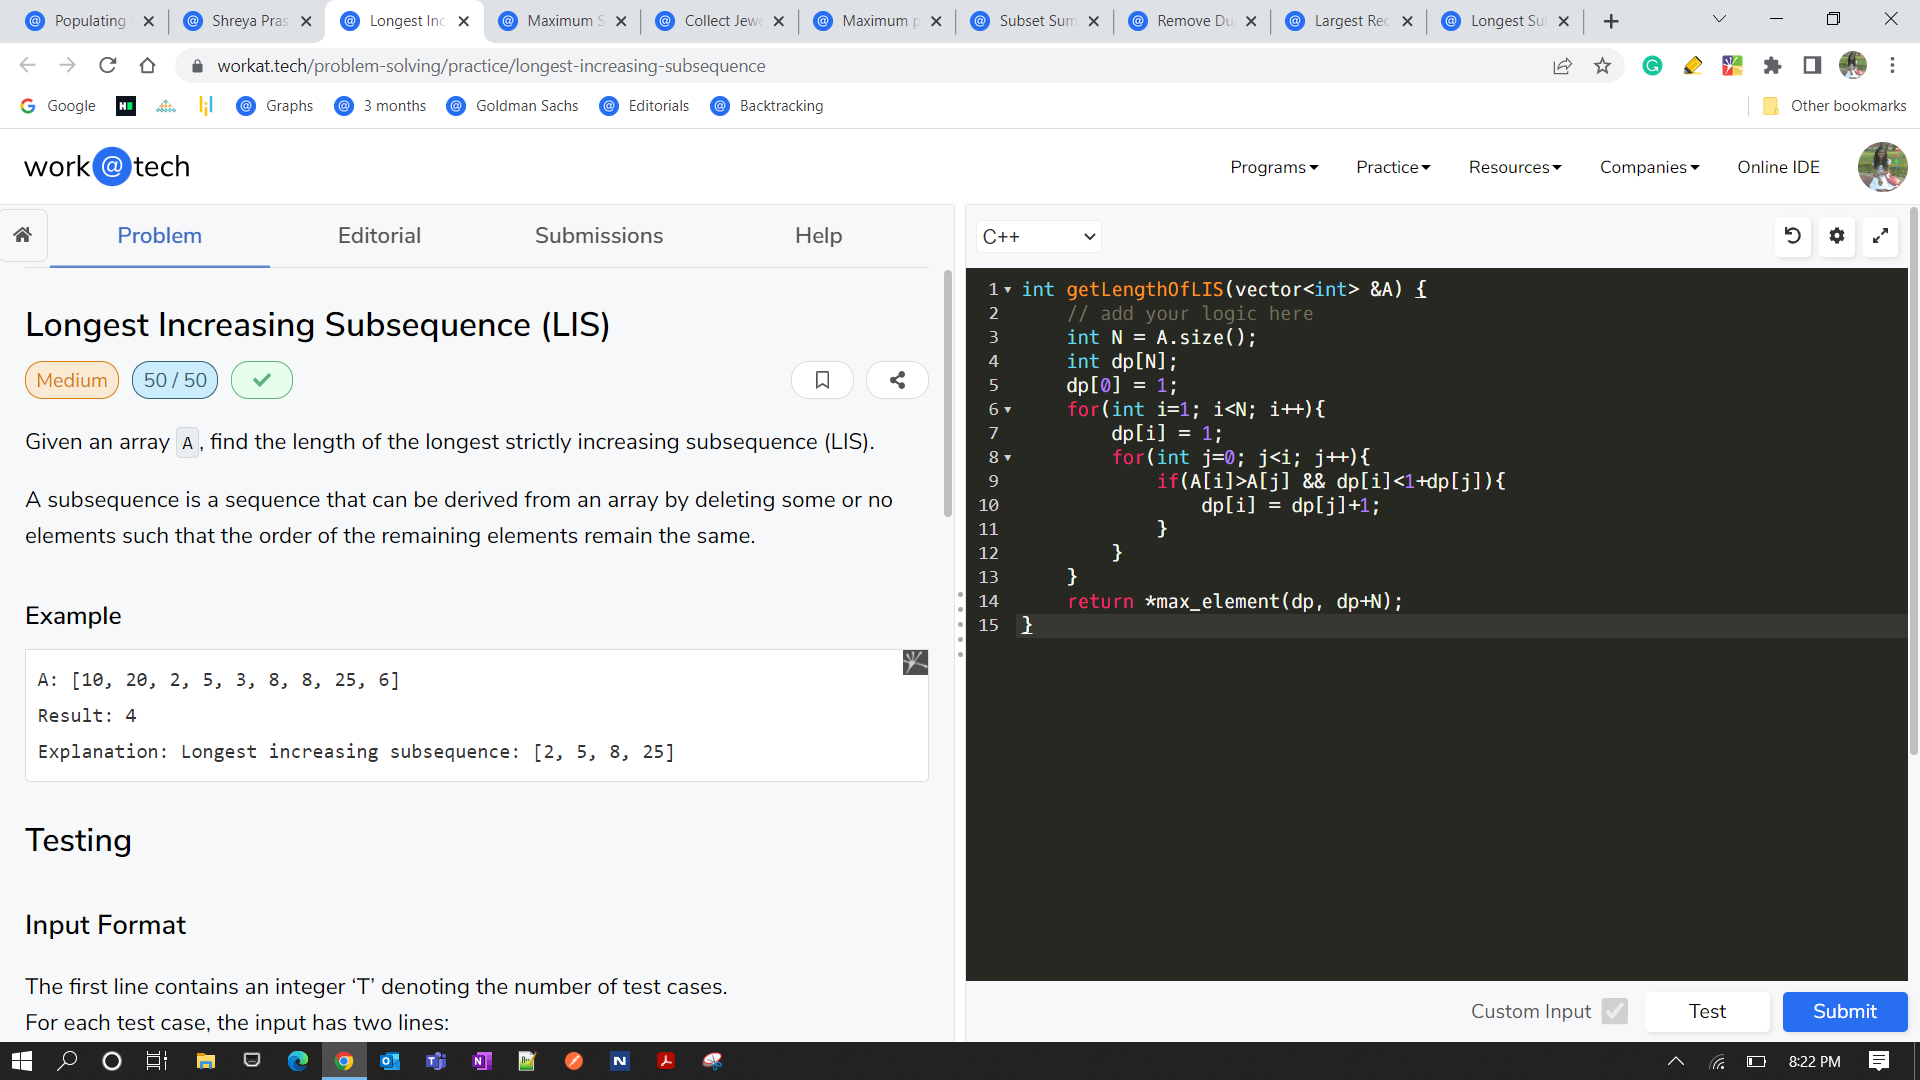 Populating
Shreya Pras
Longest Inc
Maximum S
Collect Jewe
Maximum p
Subset Sum
Remove Du
Largest Rec
Longest Sul
workat.tech/problem-solving/practice/longest-increasing-subsequence
Google
Graphs
3 months
Goldman Sachs
Editorials
Backtracking
Other bookmarks
work@tech
Programs
Practice
Resources
Companies
Online IDE
Problem
Editorial
Submissions
Help
C++
Longest Increasing Subsequence (LIS)
Medium
50 / 50
Given an array A, find the length of the longest strictly increasing subsequence (LIS).
A subsequence is a sequence that can be derived from an array by deleting some or no
elements such that the order of the remaining elements remain the same.
Example
A: [10, 20, 2, 5, 3, 8, 8, 25, 6]
Result: 4
Explanation: Longest increasing subsequence: [2, 5, 8, 25]
Testing
Input Format
The first line contains an integer ‘T’ denoting the number of test cases.
For each test case, the input has two lines:
1 int getLengthOfLIS(vector<int> &A) {
2 // add your logic here
3 int N = A.size();
4 int dp[N];
5 dp[0] = 1;
6 for(int i=1; i<N; i++){
7 dp[i] = 1;
8 for(int j=0; j<i; j++){
9 if(A[i]>A[j] && dp[i]<1+dp[j]){
10 dp[i] = dp[j]+1;
11 }
12 }
13 }
14 return *max_element(dp, dp+N);
15 }
Custom Input
Test
Submit
8:22 PM